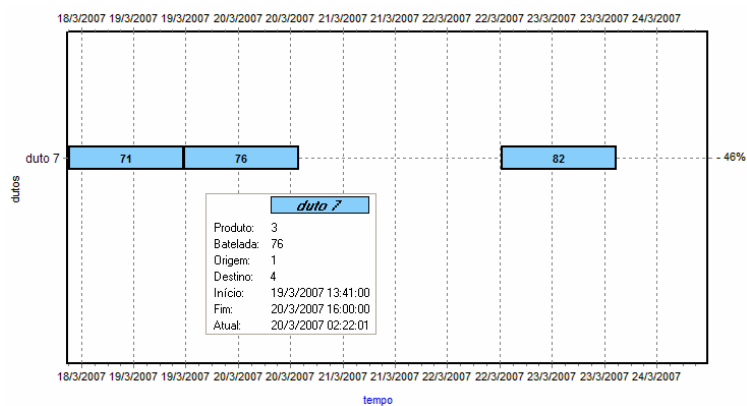 18/3/2007 19/3/2007 19/3/2007 20/3/2007 20/3/2007 21/3/2007 21/3/2007 22/3/2007 22/3/2007 23/3/2007 23/3/2007 24/3/2007
dutos
duto 7
71
76
82
46%
duto 7
Produto: 3
Batelada: 76
Origem: 1
Destino: 4
Início: 19/3/2007 13:41:00
Fim: 20/3/2007 16:00:00
Atual: 20/3/2007 02:22:01
18/3/2007 19/3/2007 19/3/2007 20/3/2007 20/3/2007 21/3/2007 21/3/2007 22/3/2007 22/3/2007 23/3/2007 23/3/2007 24/3/2007
tempo